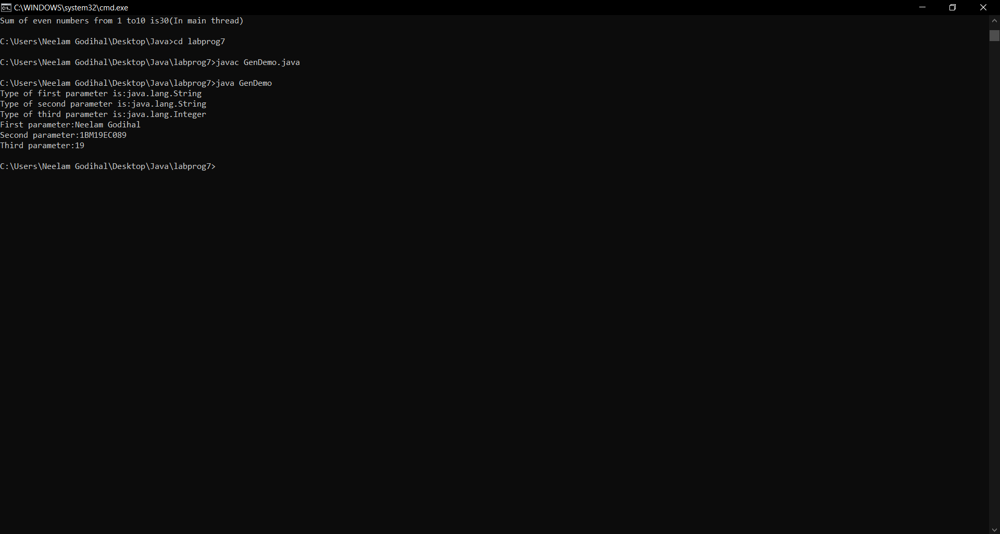 C:\WINDOWS\system32\cmd.exe
Sum of even numbers from 1 to10 is30(In main thread)
C:\Users\Neelam Godihal\Desktop\Java>cd labprog7
C:\Users\Neelam Godihal\Desktop\Java\labprog7>javac GenDemo.java
C:\Users\Neelam Godihal\Desktop\Java\labprog7>java GenDemo
Type of first parameter is:java.lang.String
Type of second parameter is:java.lang.String
Type of third parameter is:java.lang.Integer
First parameter:Neelam Godihal
Second parameter:1BM19EC089
Third parameter:19
C:\Users\Neelam Godihal\Desktop\Java\labprog7>